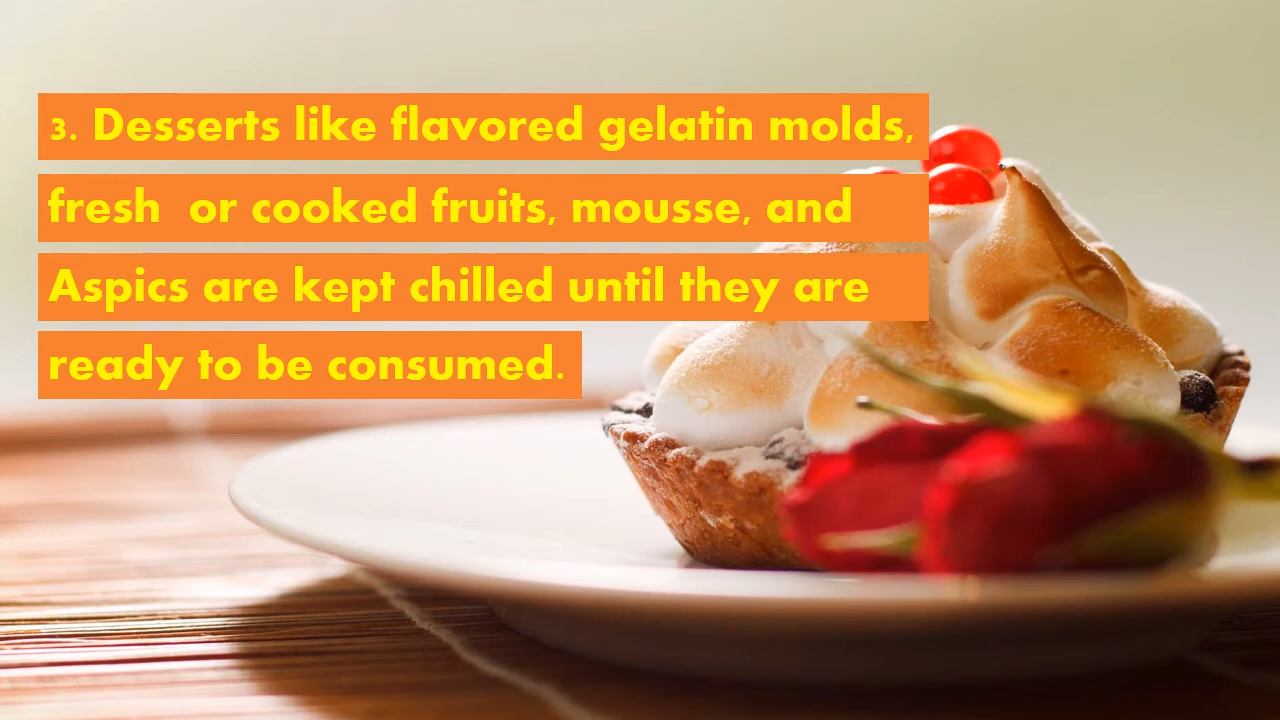 3. Desserts like flavored gelatin molds,
fresh  or cooked fruits, mousse, and
Aspics are kept chilled until they are
ready to be consumed.